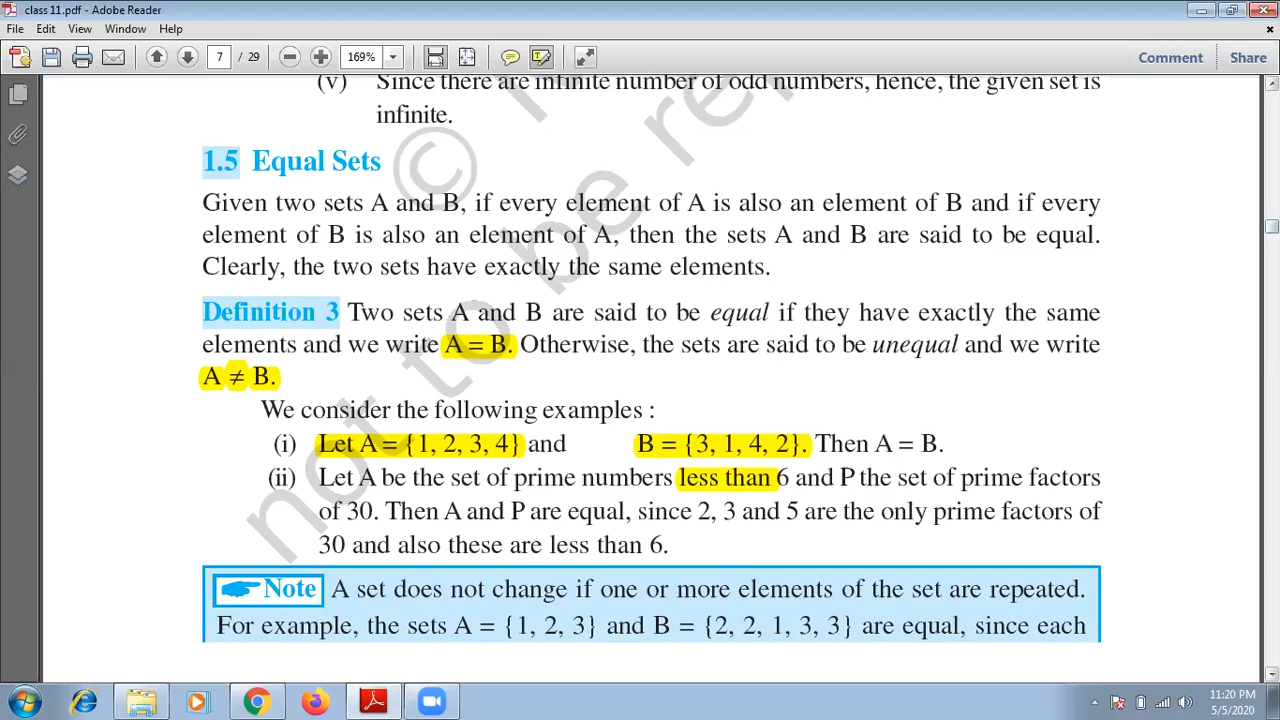 class 11.pdf - Adobe Reader
File Edit View Window Help
7 / 29 169% Comment Share
(v) Since there are infinite number of odd numbers, hence, the given set is
infinite.
1.5 Equal Sets
Given two sets A and B, if every element of A is also an element of B and if every
element of B is also an element of A, then the sets A and B are said to be equal.
Clearly, the two sets have exactly the same elements.
Definition 3 Two sets A and B are said to be equal if they have exactly the same
elements and we write A = B. Otherwise, the sets are said to be unequal and we write
A ≠ B.
We consider the following examples :
(i) Let A = {1, 2, 3, 4} and B = {3, 1, 4, 2}. Then A = B.
(ii) Let A be the set of prime numbers less than 6 and P the set of prime factors
of 30. Then A and P are equal, since 2, 3 and 5 are the only prime factors of
30 and also these are less than 6.
Note A set does not change if one or more elements of the set are repeated.
For example, the sets A = {1, 2, 3} and B = {2, 2, 1, 3, 3} are equal, since each
not to be re
©
11:20 PM
5/5/2020